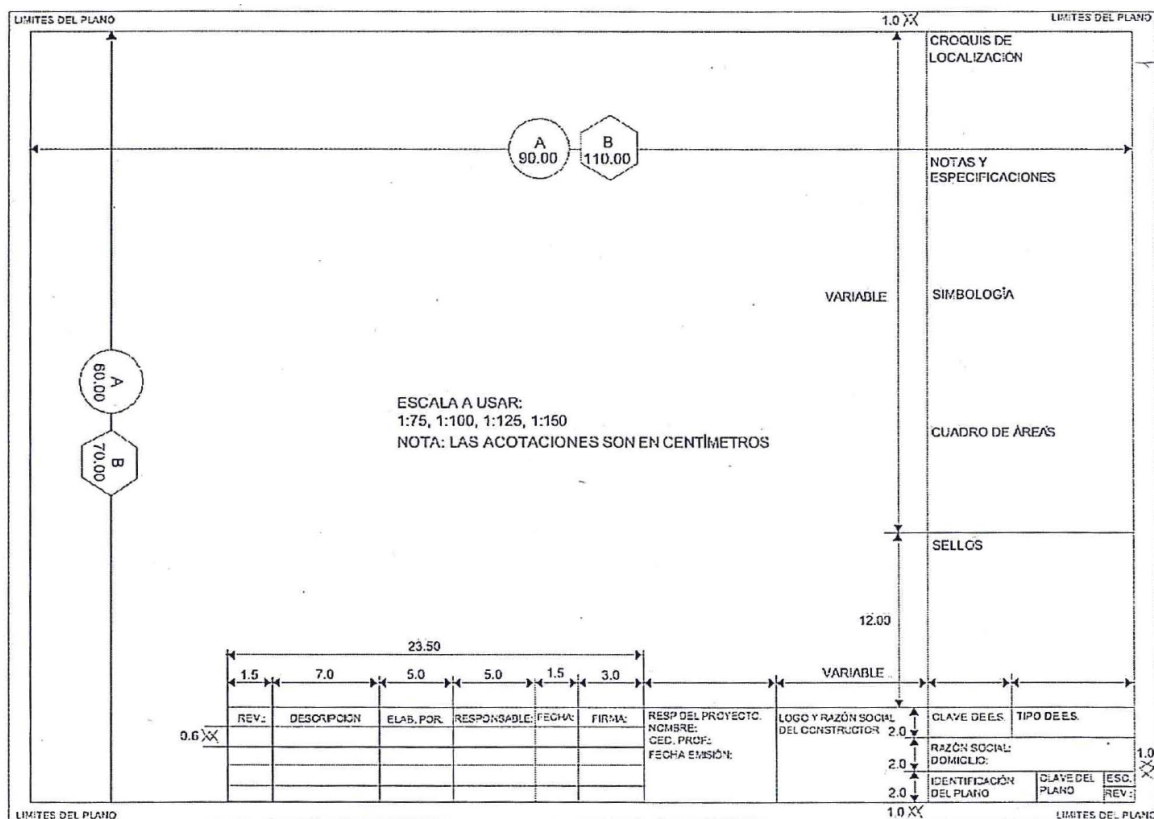 LIMITES DEL PLANO
1.0
LIMITES DEL PLANO
CROQUIS DE
LOCALIZACIÓN
A
90.00
B
110.00
NOTAS Y
ESPECIFICACIONES
VARIABLE
SIMBOLOGÍA
A
60.00
B
70.00
ESCALA A USAR:
1:75, 1:100, 1:125, 1:150
NOTA: LAS ACOTACIONES SON EN CENTÍMETROS
CUADRO DE ÁREAS
SELLOS
12.00
23.50
1.5 7.0 5.0 5.0 1.5 3.0
VARIABLE
REV.: DESCRIPCION ELAB. POR. RESPONSABLE: FECHA: FIRMA:
0.6
RESP DEL PROYECTO.
NOMBRE:
CED. PROF.:
FECHA EMISIÓN:
LOGO Y RAZÓN SOCIAL
DEL CONSTRUCTOR
2.0
CLAVE DE E.S. TIPO DE E.S.
2.0
RAZÓN SOCIAL:
DOMICLIO:
1.0
2.0
IDENTIFICACIÓN
DEL PLANO
CLAVE DEL
PLANO
ESC.
REV.:
LIMITES DEL PLANO
1.0
LIMITES DEL PLANO